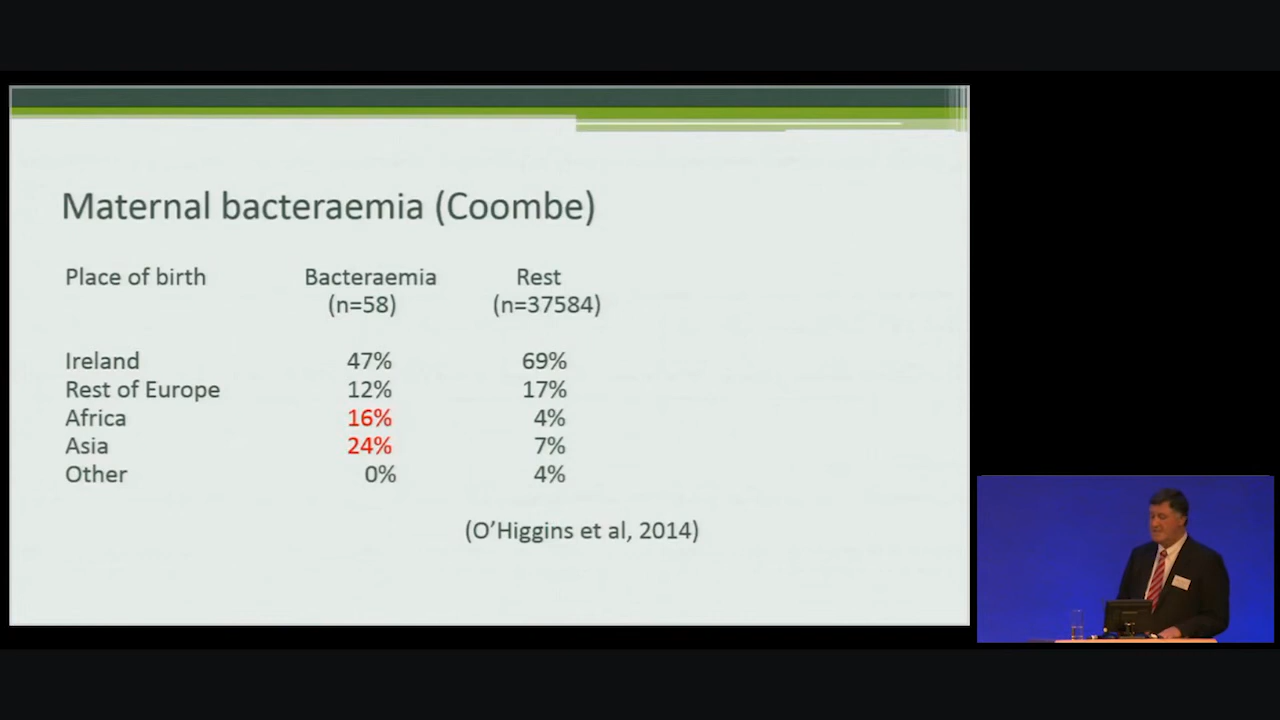 Maternal bacteraemia (Coombe)
Place of birth Bacteraemia Rest
(n=58) (n=37584)
Ireland 47% 69%
Rest of Europe 12% 17%
Africa 16% 4%
Asia 24% 7%
Other 0% 4%
(O’Higgins et al, 2014)